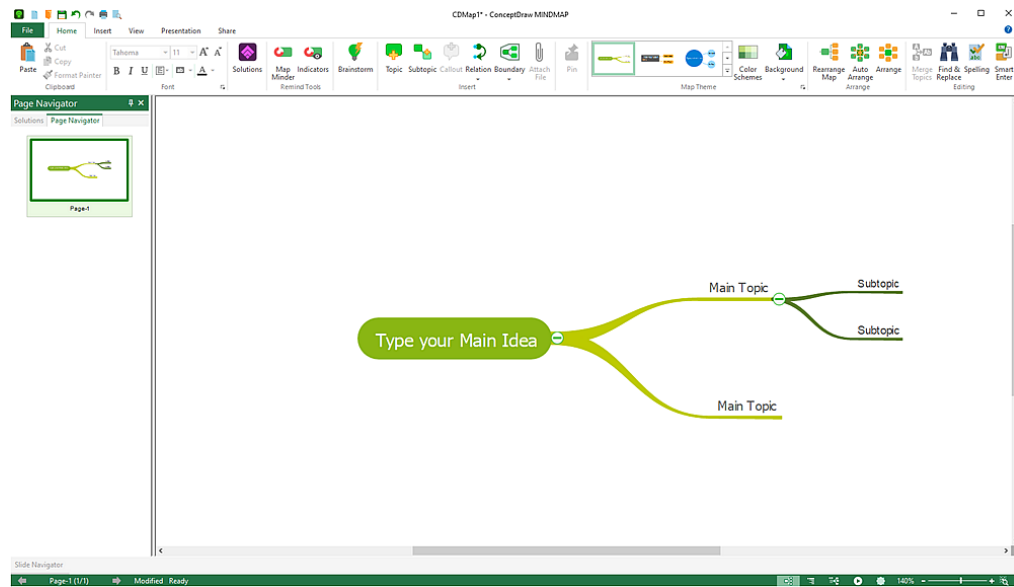 CDMap1* - ConceptDraw MINDMAP
File Home Insert View Presentation Share
Paste
Cut
Copy
Format Painter
Clipboard
Tahoma 11 A A
B I U A
Font
Solutions
Map Minder
Indicators
Remind Tools
Brainstorm
Topic Subtopic Callout Relation Boundary Attach File
Insert
Pin
Map Theme
Color Schemes
Background
Rearrange Map
Auto Arrange
Arrange
Arrange
Merge Topics
Find & Replace
Spelling
Smart Enter
Editing
Page Navigator
Solutions Page Navigator
Page-1
Main Topic
Subtopic
Subtopic
Type your Main Idea
Main Topic
Slide Navigator
Page-1 (1/1) Modified Ready 140%